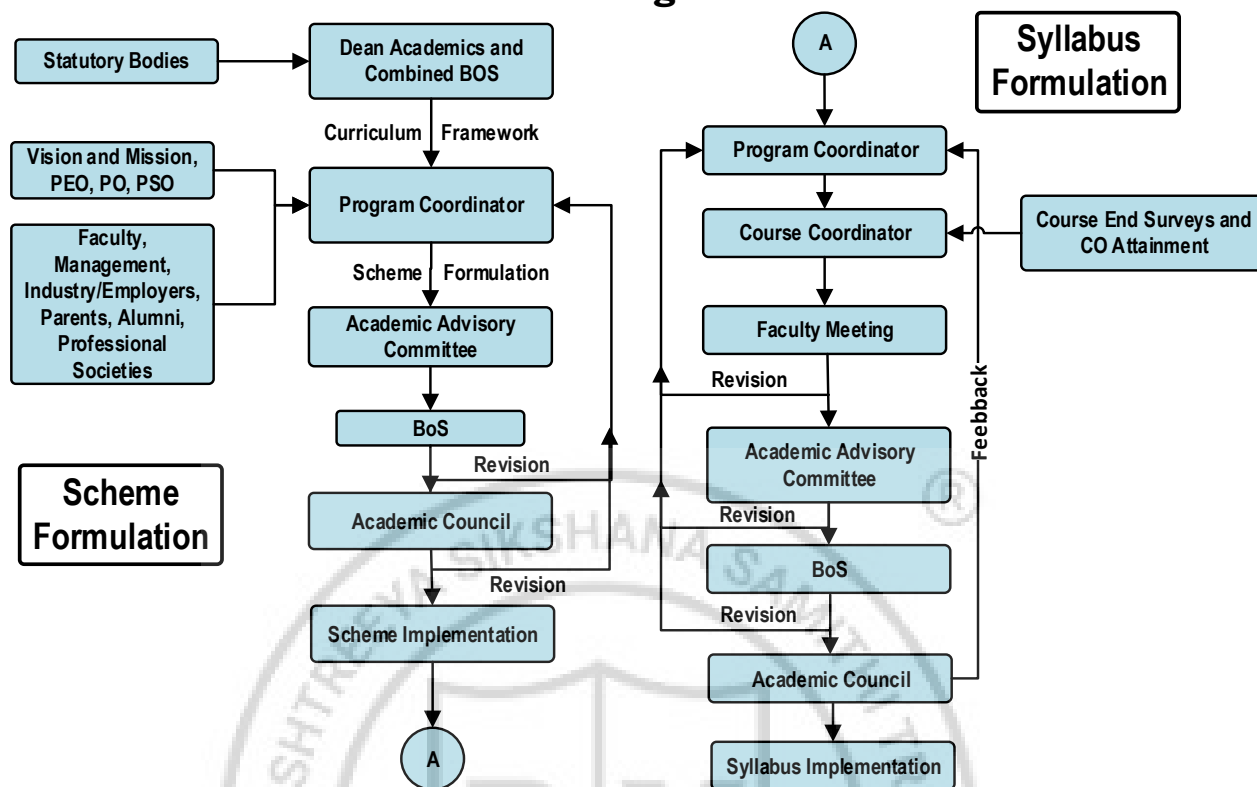 Statutory Bodies
Dean Academics and
Combined BOS
Curriculum Framework
Vision and Mission,
PEO, PO, PSO
Program Coordinator
Faculty,
Management,
Industry/Employers,
Parents, Alumni,
Professional
Societies
Scheme Formulation
Academic Advisory
Committee
BoS
Revision
Scheme
Formulation
Academic Council
Revision
Scheme Implementation
A
A
Syllabus
Formulation
Program Coordinator
Course Coordinator
Course End Surveys and
CO Attainment
Faculty Meeting
Revision
Feebback
Academic Advisory
Committee
Revision
BoS
Revision
Academic Council
Syllabus Implementation
SIKSHANA SAMITHI
®